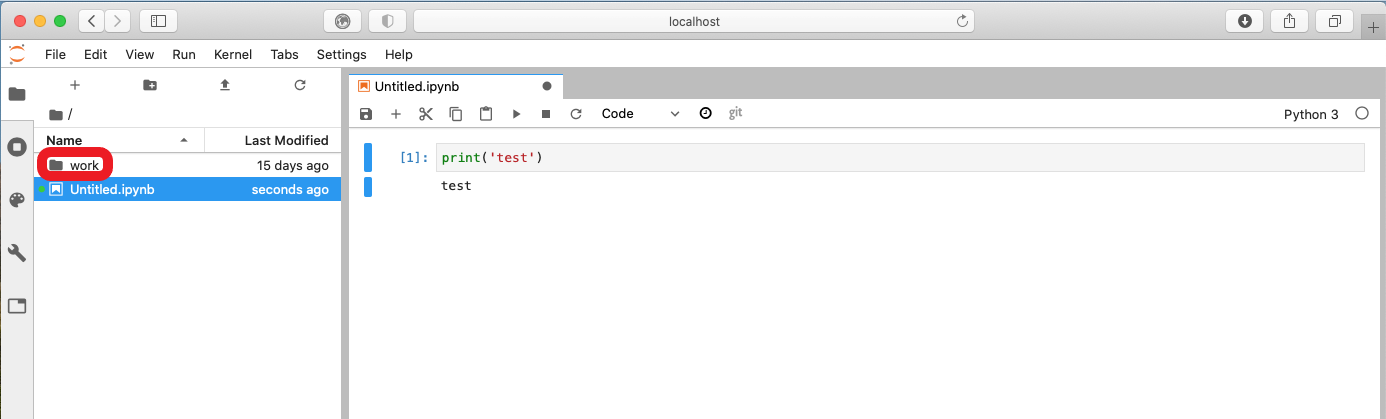 localhost
File Edit View Run Kernel Tabs Settings Help
Untitled.ipynb
/
Code git Python 3
Name Last Modified
work 15 days ago
[1]: print('test')
Untitled.ipynb seconds ago
test